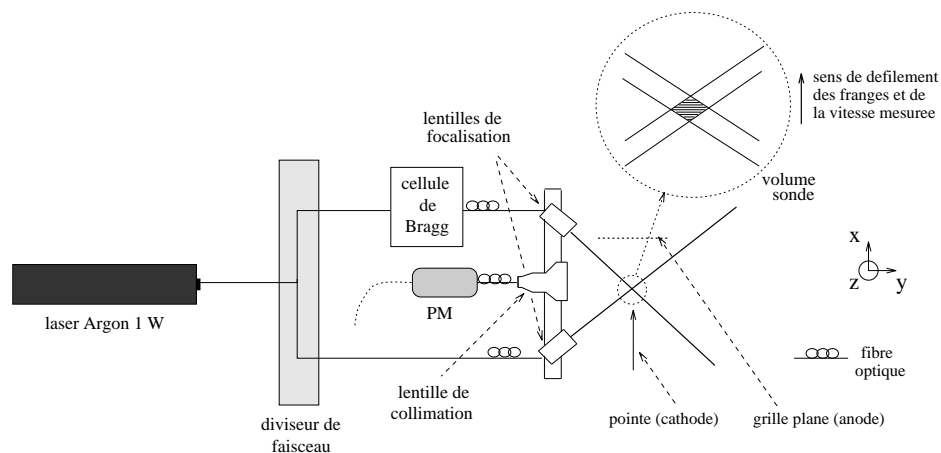 sens de defilement
des franges et de
la vitesse mesuree
lentilles de
focalisation
volume
sonde
cellule
de
Bragg
x
z
y
laser Argon 1 W
PM
fibre
optique
lentille de
collimation
diviseur de
faisceau
pointe (cathode)
grille plane (anode)